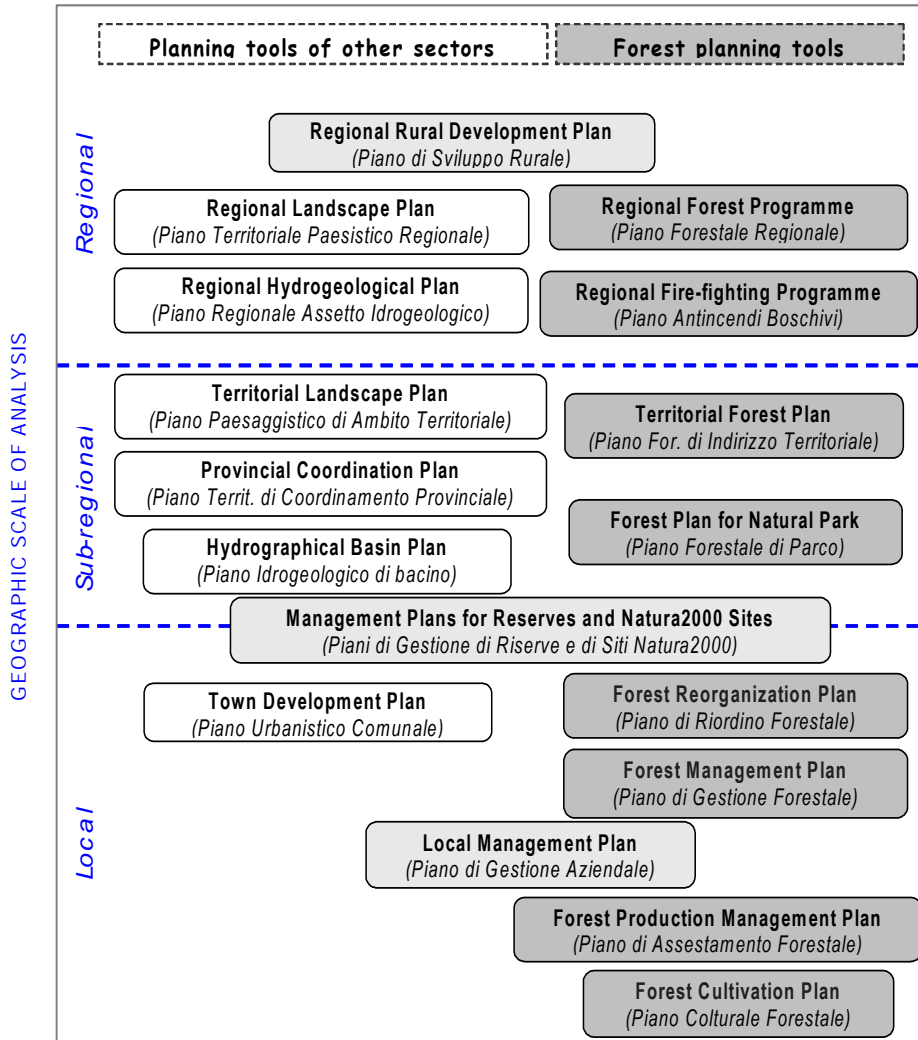 Planning tools of other sectors
Forest planning tools
GEOGRAPHIC SCALE OF ANALYSIS
Regional
Regional Rural Development Plan
(Piano di Sviluppo Rurale)
Regional Landscape Plan
(Piano Territoriale Paesistico Regionale)
Regional Forest Programme
(Piano Forestale Regionale)
Regional Hydrogeological Plan
(Piano Regionale Assetto Idrogeologico)
Regional Fire-fighting Programme
(Piano Antincendi Boschivi)
Sub-regional
Territorial Landscape Plan
(Piano Paesaggistico di Ambito Territoriale)
Territorial Forest Plan
(Piano For. di Indirizzo Territoriale)
Provincial Coordination Plan
(Piano Territ. di Coordinamento Provinciale)
Forest Plan for Natural Park
(Piano Forestale di Parco)
Hydrographical Basin Plan
(Piano Idrogeologico di bacino)
Management Plans for Reserves and Natura2000 Sites
(Piani di Gestione di Riserve e di Siti Natura2000)
Local
Town Development Plan
(Piano Urbanistico Comunale)
Forest Reorganization Plan
(Piano di Riordino Forestale)
Forest Management Plan
(Piano di Gestione Forestale)
Local Management Plan
(Piano di Gestione Aziendale)
Forest Production Management Plan
(Piano di Assestamento Forestale)
Forest Cultivation Plan
(Piano Colturale Forestale)